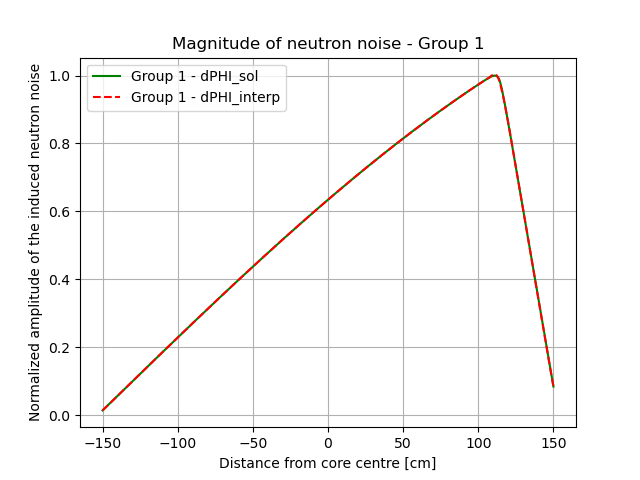 Magnitude of neutron noise - Group 1
Normalized amplitude of the induced neutron noise
1.0
0.8
0.6
0.4
0.2
0.0
Group 1 - dPHI_sol
Group 1 - dPHI_interp
−150
−100
−50
0
50
100
150
Distance from core centre [cm]